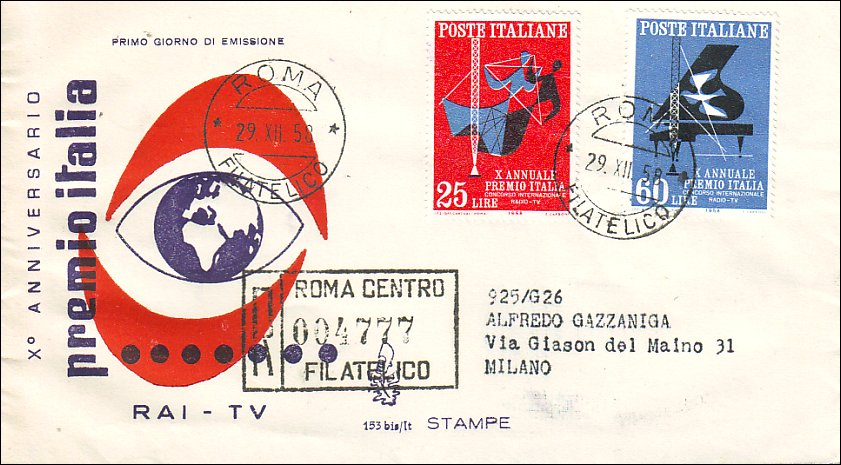 PRIMO GIORNO DI EMISSIONE
Xº ANNIVERSARIO
premio italia
RAI - TV
ROMA
29. XII. 58
FILATELICO
POSTE ITALIANE
X ANNUALE
PREMIO ITALIA
CONCORSO INTERNAZIONALE
RADIO-TV
25 LIRE
1958
POSTE ITALIANE
X ANNUALE
PREMIO ITALIA
CONCORSO INTERNAZIONALE
RADIO-TV
60 LIRE
1958
ROMA
29. XII. 58
FILATELICO
R
ROMA CENTRO
004777
FILATELICO
925/G26
ALFREDO GAZZANIGA
Via Giason del Maino 31
MILANO
153 bis/It STAMPE